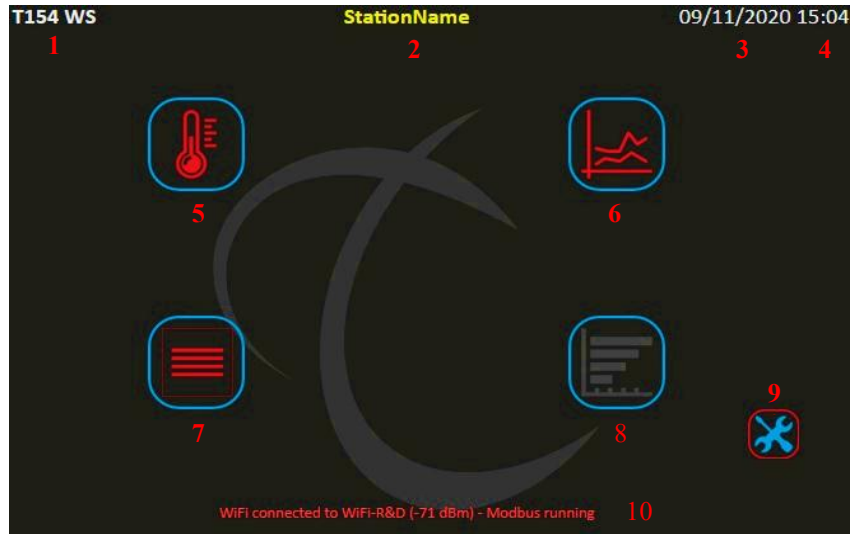 T154 WS StationName 09/11/2020 15:04
1 2 3 4
5 6
9
7 8
WiFi connected to WiFi-R&D (-71 dBm) - Modbus running 10